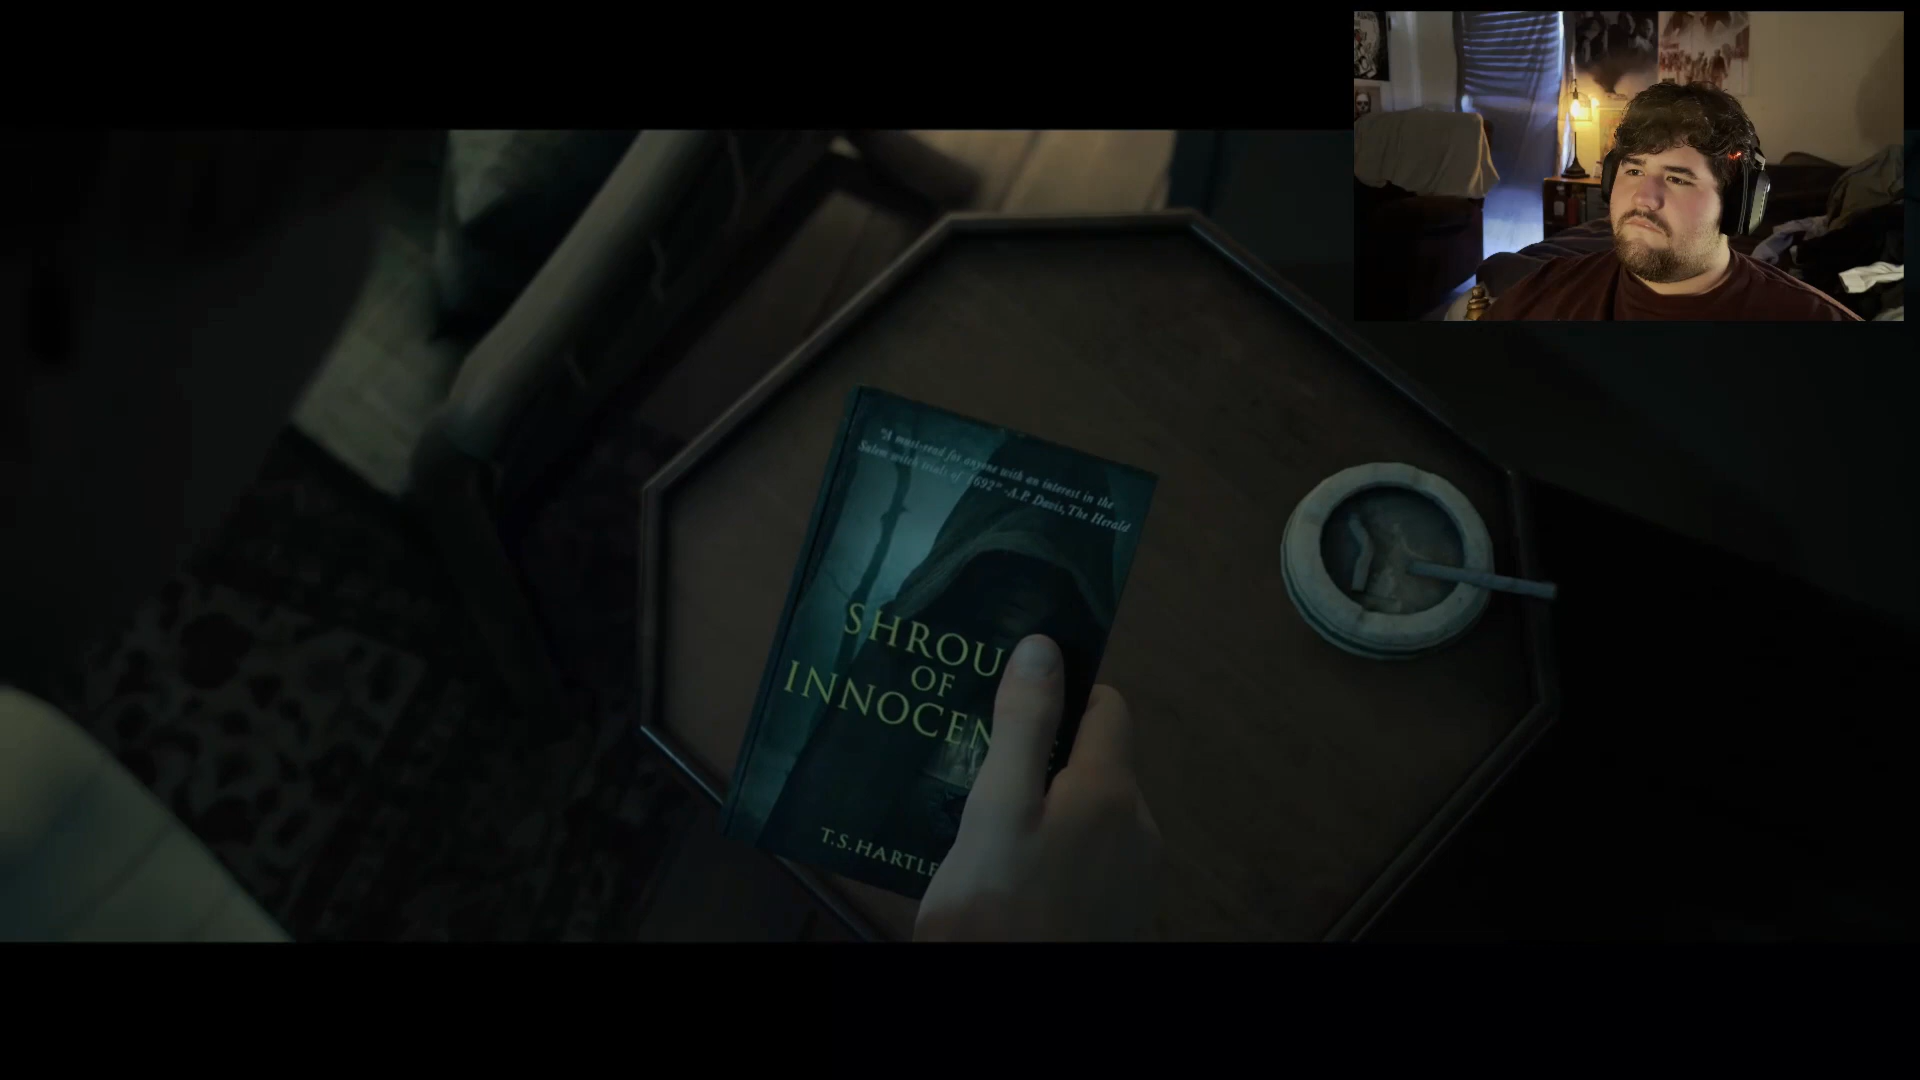 "A must-read for anyone with an interest in the
Salem witch trials of 1692" -A.P. Davis, The Herald
SHROU
OF
INNOCEN
T.S. HARTLE